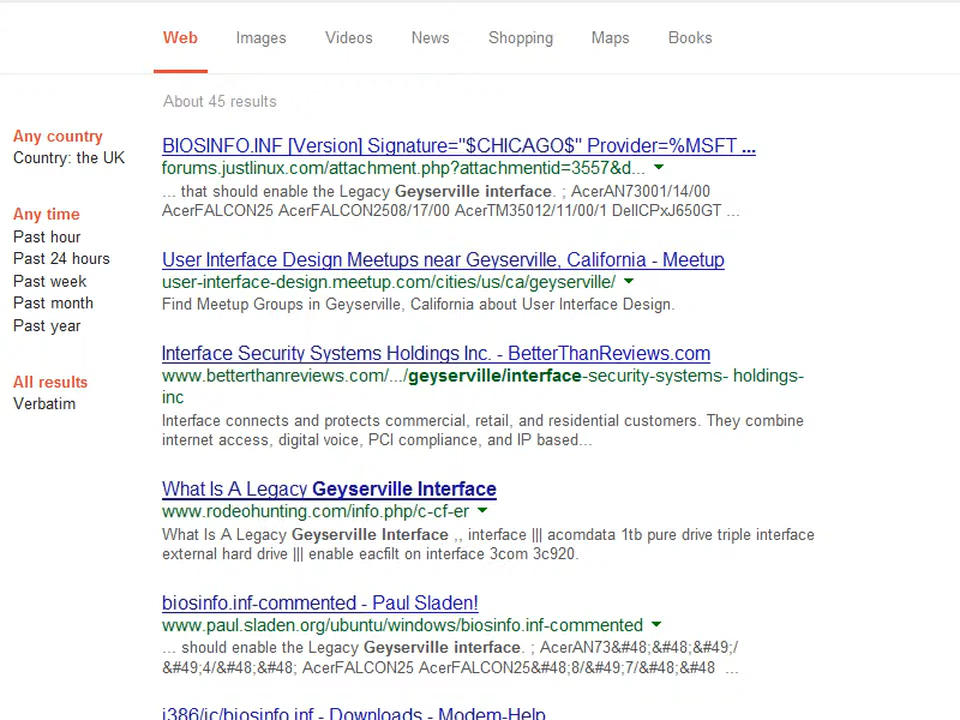 Web Images Videos News Shopping Maps Books
About 45 results
Any country
Country: the UK
Any time
Past hour
Past 24 hours
Past week
Past month
Past year
All results
Verbatim
BIOSINFO.INF [Version] Signature="$CHICAGO$" Provider=%MSFT ...
forums.justlinux.com/attachment.php?attachmentid=3557&d...
... that should enable the Legacy Geyserville interface. ; AcerAN73001/14/00
AcerFALCON25 AcerFALCON2508/17/00 AcerTM35012/11/00/1 DellCPxJ650GT ...
User Interface Design Meetups near Geyserville, California - Meetup
user-interface-design.meetup.com/cities/us/ca/geyserville/
Find Meetup Groups in Geyserville, California about User Interface Design.
Interface Security Systems Holdings Inc. - BetterThanReviews.com
www.betterthanreviews.com/.../geyserville/interface-security-systems- holdings-
inc
Interface connects and protects commercial, retail, and residential customers. They combine
internet access, digital voice, PCI compliance, and IP based...
What Is A Legacy Geyserville Interface
www.rodeohunting.com/info.php/c-cf-er
What Is A Legacy Geyserville Interface ,, interface ||| acomdata 1tb pure drive triple interface
external hard drive ||| enable eacfilt on interface 3com 3c920.
biosinfo.inf-commented - Paul Sladen!
www.paul.sladen.org/ubuntu/windows/biosinfo.inf-commented
... should enable the Legacy Geyserville interface. ; AcerAN73&#48;&#48;&#49;/
&#49;4/&#48;&#48; AcerFALCON25 AcerFALCON25&#48;8/&#49;7/&#48;&#48 ...
i386/ic/biosinfo.inf - Downloads - Modem-Help